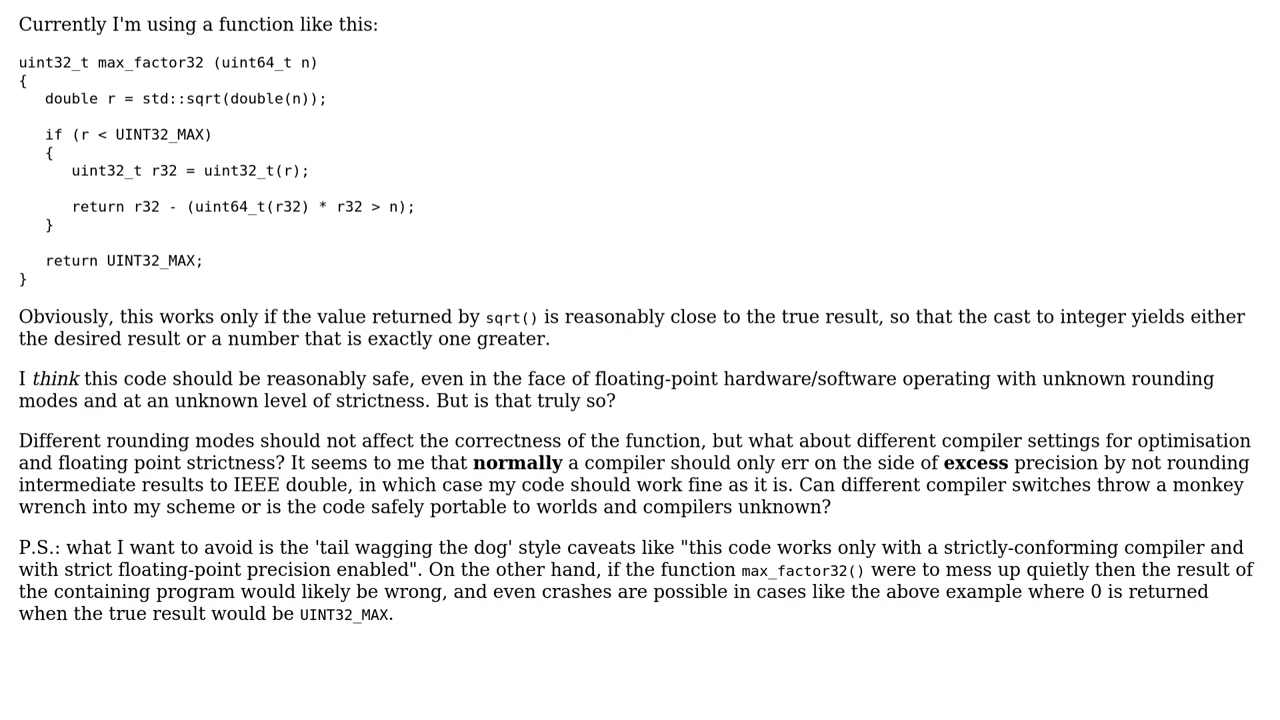 Currently I'm using a function like this:
uint32_t max_factor32 (uint64_t n)
{
   double r = std::sqrt(double(n));
   if (r < UINT32_MAX)
   {
      uint32_t r32 = uint32_t(r);
      return r32 - (uint64_t(r32) * r32 > n);
   }
   return UINT32_MAX;
}
Obviously, this works only if the value returned by sqrt() is reasonably close to the true result, so that the cast to integer yields either
the desired result or a number that is exactly one greater.
I think this code should be reasonably safe, even in the face of floating-point hardware/software operating with unknown rounding
modes and at an unknown level of strictness. But is that truly so?
Different rounding modes should not affect the correctness of the function, but what about different compiler settings for optimisation
and floating point strictness? It seems to me that normally a compiler should only err on the side of excess precision by not rounding
intermediate results to IEEE double, in which case my code should work fine as it is. Can different compiler switches throw a monkey
wrench into my scheme or is the code safely portable to worlds and compilers unknown?
P.S.: what I want to avoid is the 'tail wagging the dog' style caveats like "this code works only with a strictly-conforming compiler and
with strict floating-point precision enabled". On the other hand, if the function max_factor32() were to mess up quietly then the result of
the containing program would likely be wrong, and even crashes are possible in cases like the above example where 0 is returned
when the true result would be UINT32_MAX.